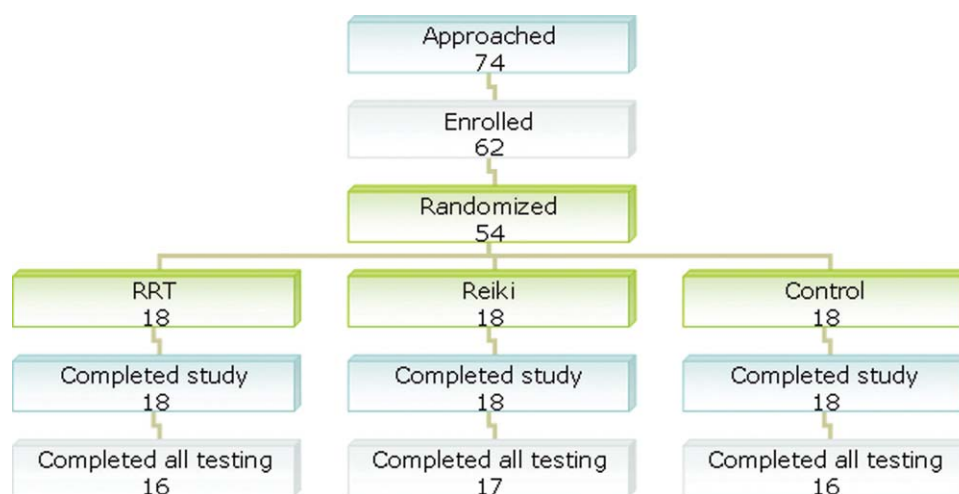 Approached
74
Enrolled
62
Randomized
54
RRT
18
Reiki
18
Control
18
Completed study
18
Completed study
18
Completed study
18
Completed all testing
16
Completed all testing
17
Completed all testing
16